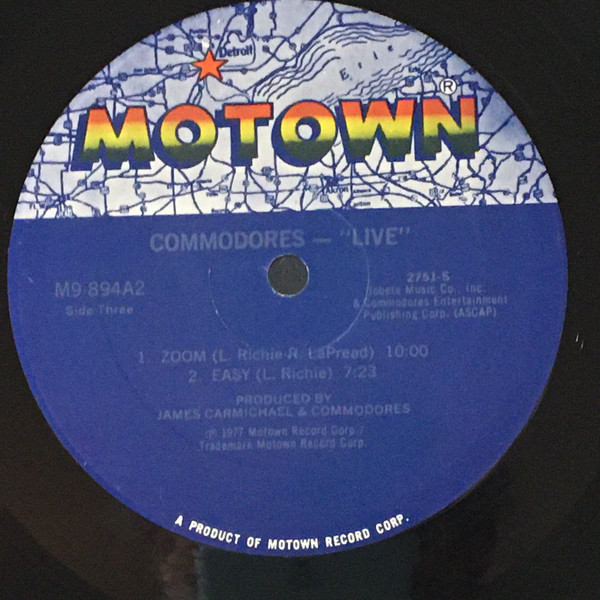 Detroit
Erie
MOTOWN®
Akron
COMMODORES — "LIVE"
M9-894A2
Side Three
2751-S
Jobete Music Co., Inc.
& Commodores Entertainment
Publishing Corp. (ASCAP)
1. ZOOM (L. Richie-R. LaPread) 10:00
2. EASY (L. Richie) 7:23
PRODUCED BY
JAMES CARMICHAEL & COMMODORES
℗ 1977 Motown Record Corp./
Trademark Motown Record Corp.
A PRODUCT OF MOTOWN RECORD CORP.